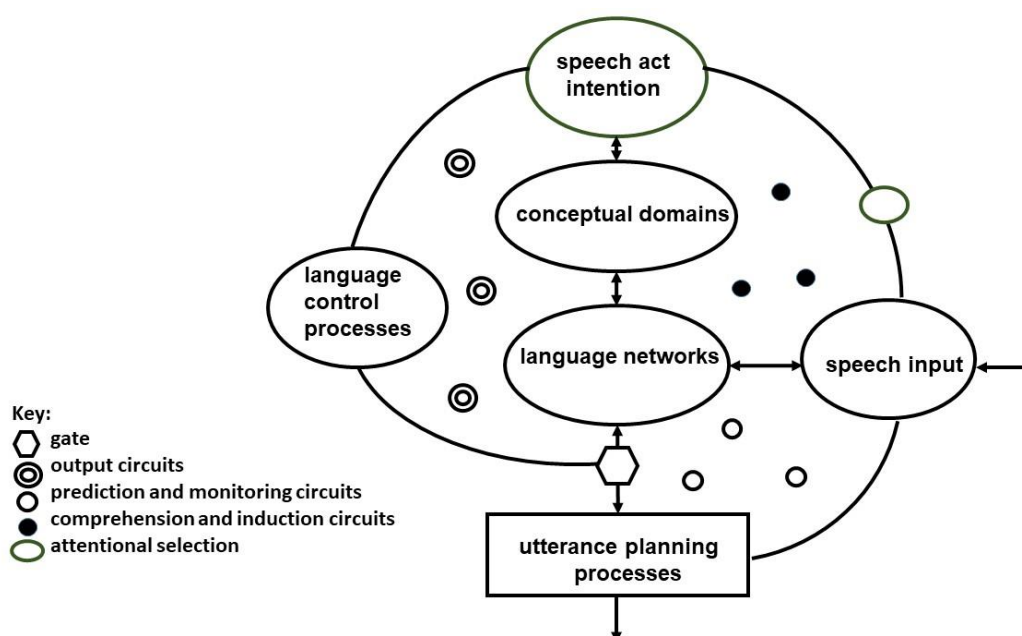 speech act
intention
conceptual domains
language
control
processes
language networks
speech input
Key:
gate
output circuits
prediction and monitoring circuits
comprehension and induction circuits
attentional selection
utterance planning
processes